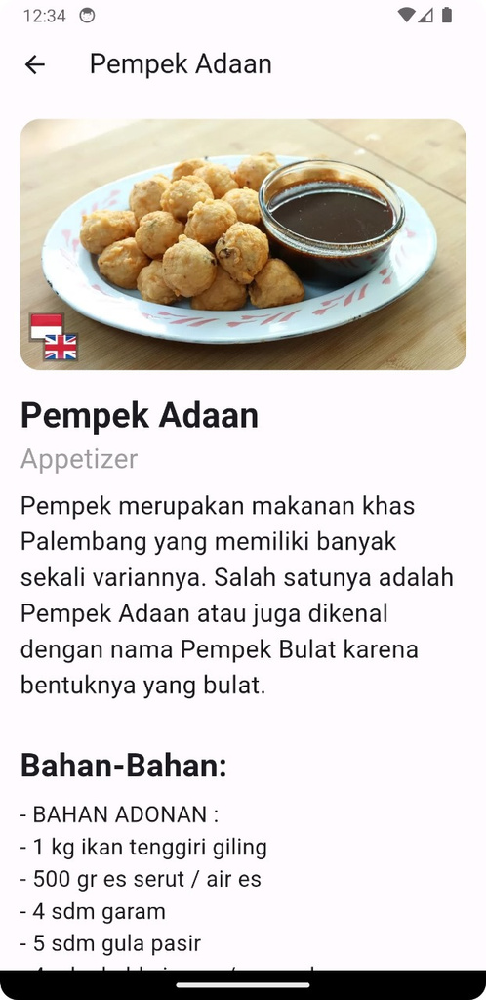 12:34
Pempek Adaan
Pempek Adaan
Appetizer
Pempek merupakan makanan khas
Palembang yang memiliki banyak
sekali variannya. Salah satunya adalah
Pempek Adaan atau juga dikenal
dengan nama Pempek Bulat karena
bentuknya yang bulat.
Bahan-Bahan:
- BAHAN ADONAN :
- 1 kg ikan tenggiri giling
- 500 gr es serut / air es
- 4 sdm garam
- 5 sdm gula pasir